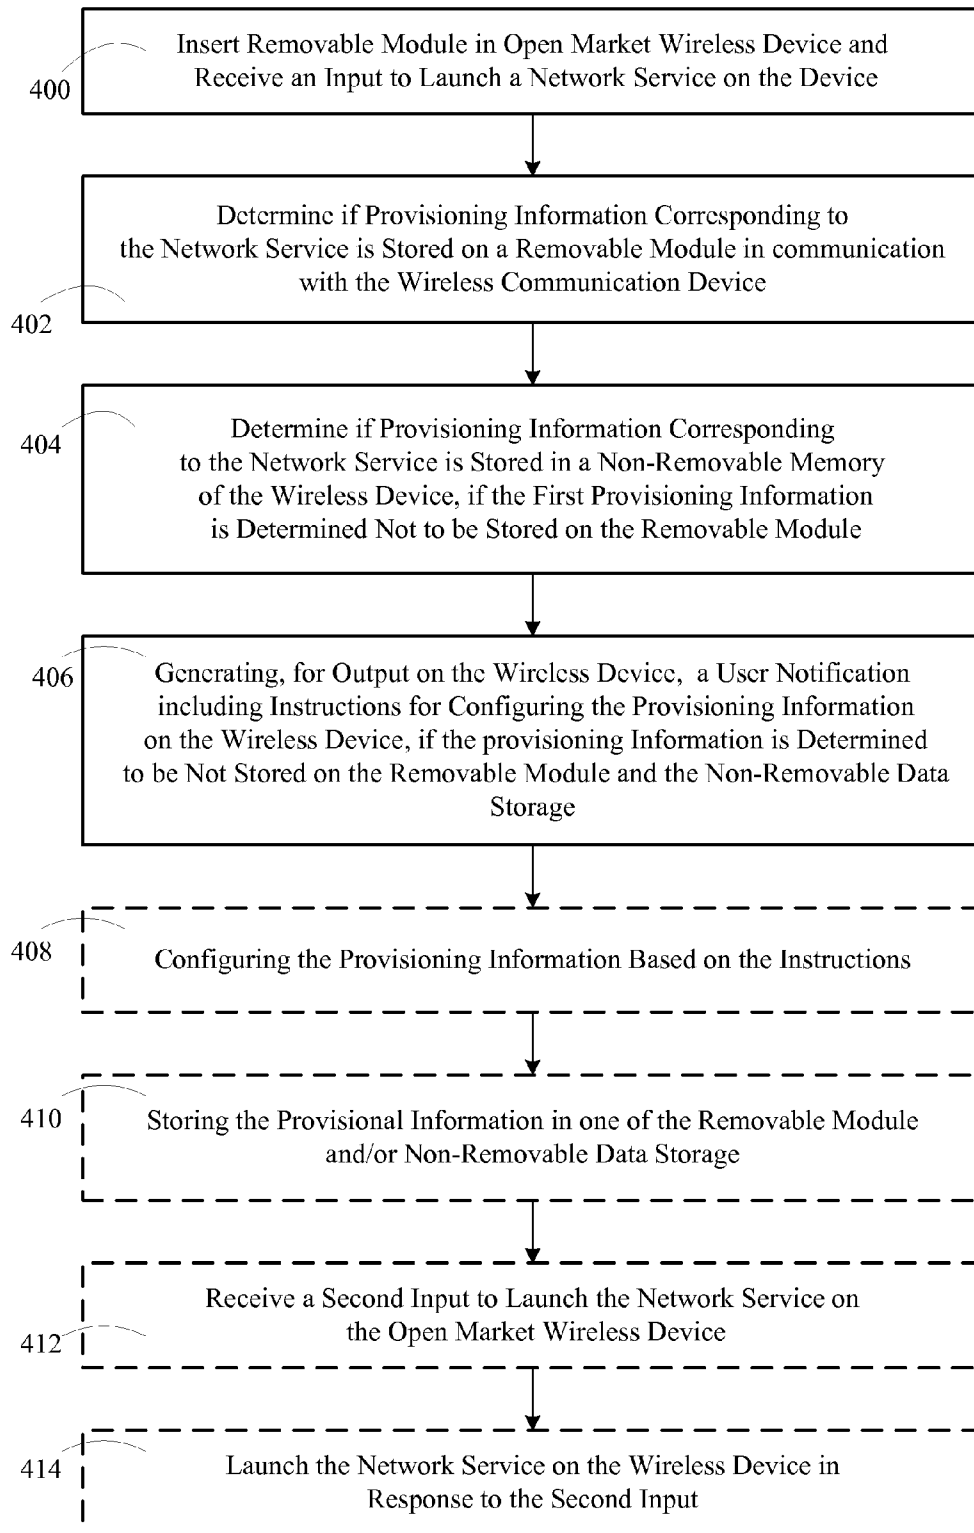 Insert Removable Module in Open Market Wireless Device and
Receive an Input to Launch a Network Service on the Device
400
Determine if Provisioning Information Corresponding to
the Network Service is Stored on a Removable Module in communication
with the Wireless Communication Device
402
404
Determine if Provisioning Information Corresponding
to the Network Service is Stored in a Non-Removable Memory
of the Wireless Device, if the First Provisioning Information
is Determined Not to be Stored on the Removable Module
406
Generating, for Output on the Wireless Device, a User Notification
including Instructions for Configuring the Provisioning Information
on the Wireless Device, if the provisioning Information is Determined
to be Not Stored on the Removable Module and the Non-Removable Data
Storage
408
Configuring the Provisioning Information Based on the Instructions
410
Storing the Provisional Information in one of the Removable Module
and/or Non-Removable Data Storage
Receive a Second Input to Launch the Network Service on
the Open Market Wireless Device
412
414
Launch the Network Service on the Wireless Device in
Response to the Second Input